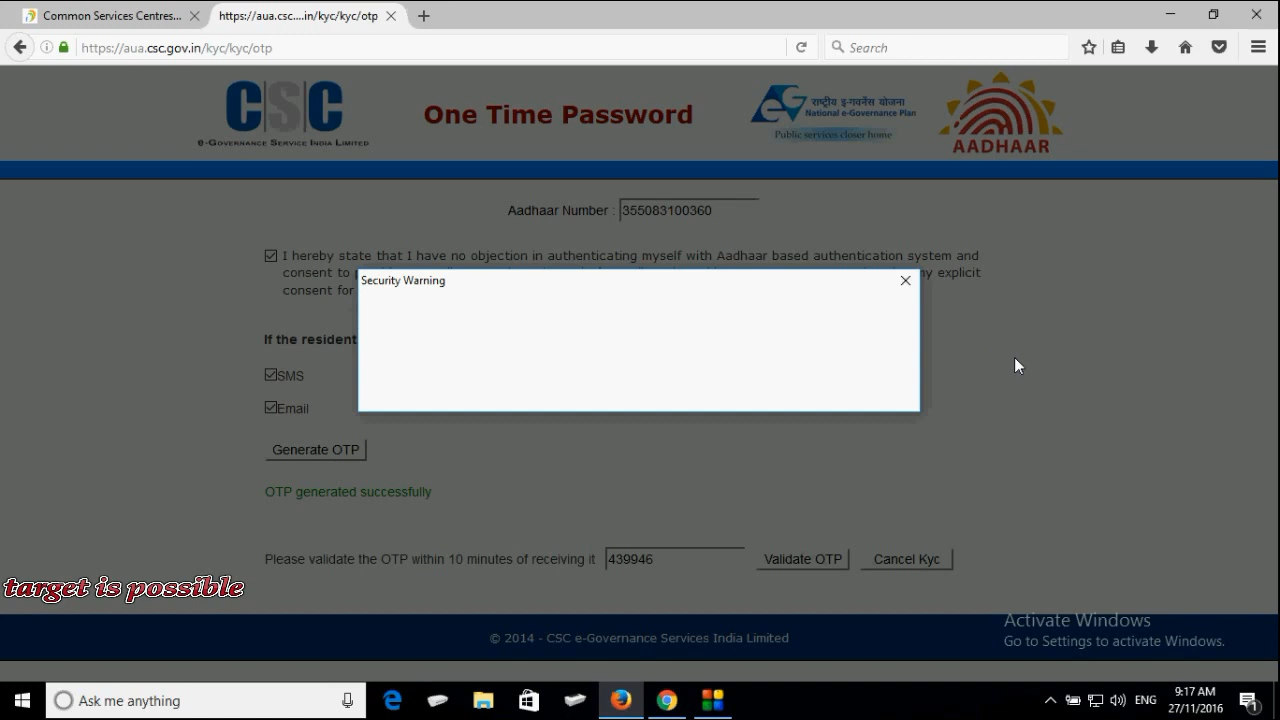 Common Services Centres...
https://aua.csc....in/kyc/kyc/otp
https://aua.csc.gov.in/kyc/kyc/otp
Search
CSC
e-Governance Service India Limited
One Time Password
राष्ट्रीय इ-गवर्नेंस योजना
National e-Governance Plan
Public services closer home
AADHAAR
Aadhaar Number : 355083100360
I hereby state that I have no objection in authenticating myself with Aadhaar based authentication system and
consent to
ny explicit
consent for
Security Warning
If the resident
SMS
Email
Generate OTP
OTP generated successfully
Please validate the OTP within 10 minutes of receiving it 439946 Validate OTP Cancel Kyc
target is possible
© 2014 - CSC e-Governance Services India Limited
Activate Windows
Go to Settings to activate Windows.
Ask me anything
ENG
9:17 AM
27/11/2016
1